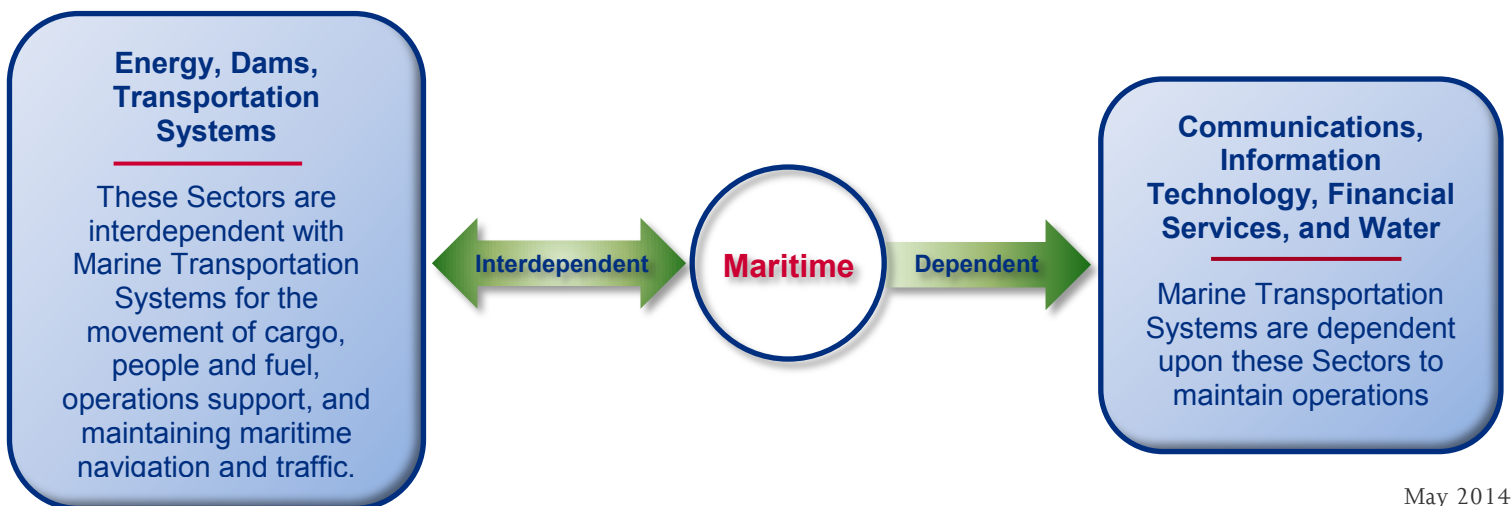 Energy, Dams,
Transportation
Systems
These Sectors are
interdependent with
Marine Transportation
Systems for the
movement of cargo,
people and fuel,
operations support, and
maintaining maritime
navigation and traffic.
Interdependent
Maritime
Dependent
Communications,
Information
Technology, Financial
Services, and Water
Marine Transportation
Systems are dependent
upon these Sectors to
maintain operations
May 2014